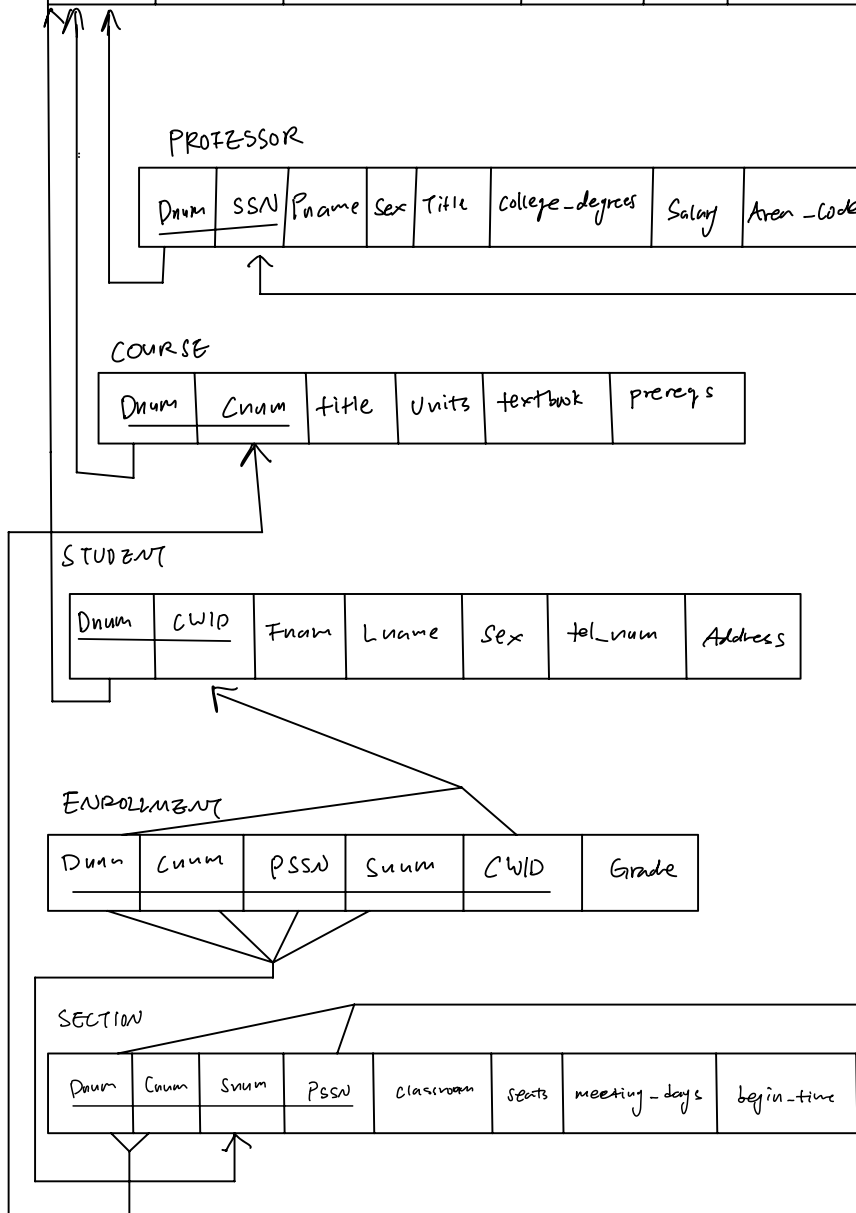 PROFESSOR
Dnum SSN Pname Sex Title College_degrees Salary Area_Code
COURSE
Dnum Cnum title Units textbook prereqs
STUDENT
Dnum CWID Fnam Lname Sex tel_num Address
ENROLLMENT
Dnum Cnum PSSN Snum CWID Grade
SECTION
Dnum Cnum Snum PSSN classroom seats meeting_days begin_time